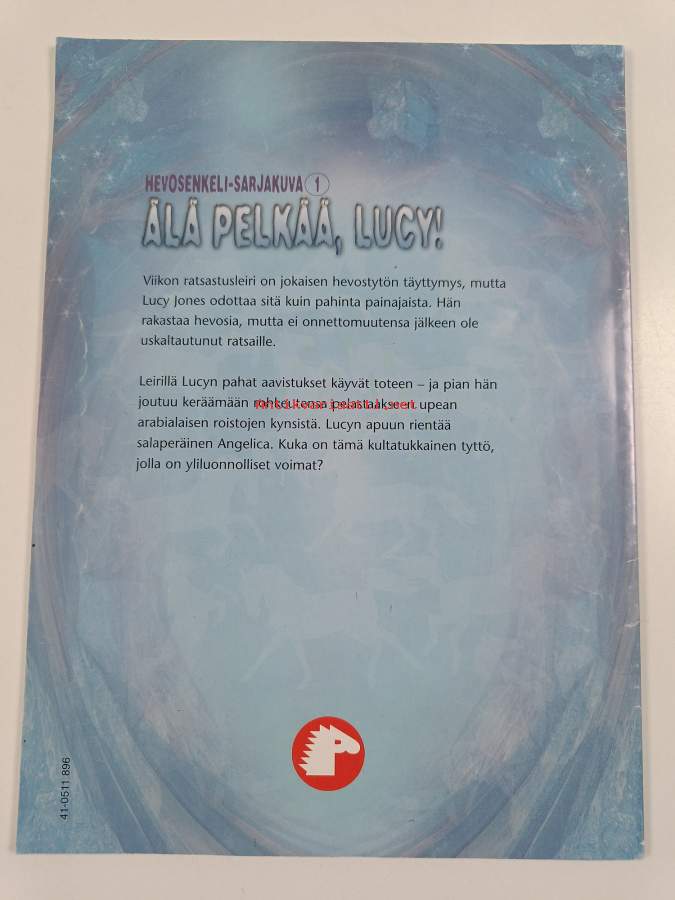 HEVOSENKELI-SARJAKUVA 1
ÄLÄ PELKÄÄ, LUCY!
Viikon ratsastusleiri on jokaisen hevostytön täyttymys, mutta
Lucy Jones odottaa sitä kuin pahinta painajaista. Hän
rakastaa hevosia, mutta ei onnettomuutensa jälkeen ole
uskaltautunut ratsaille.
Leirillä Lucyn pahat aavistukset käyvät toteen – ja pian hän
joutuu keräämään rohkeutensa pelastaakseen upean
arabialaisen roistojen kynsistä. Lucyn apuun rientää
salaperäinen Angelica. Kuka on tämä kultatukkainen tyttö,
jolla on yliluonnolliset voimat?
41-0511 896